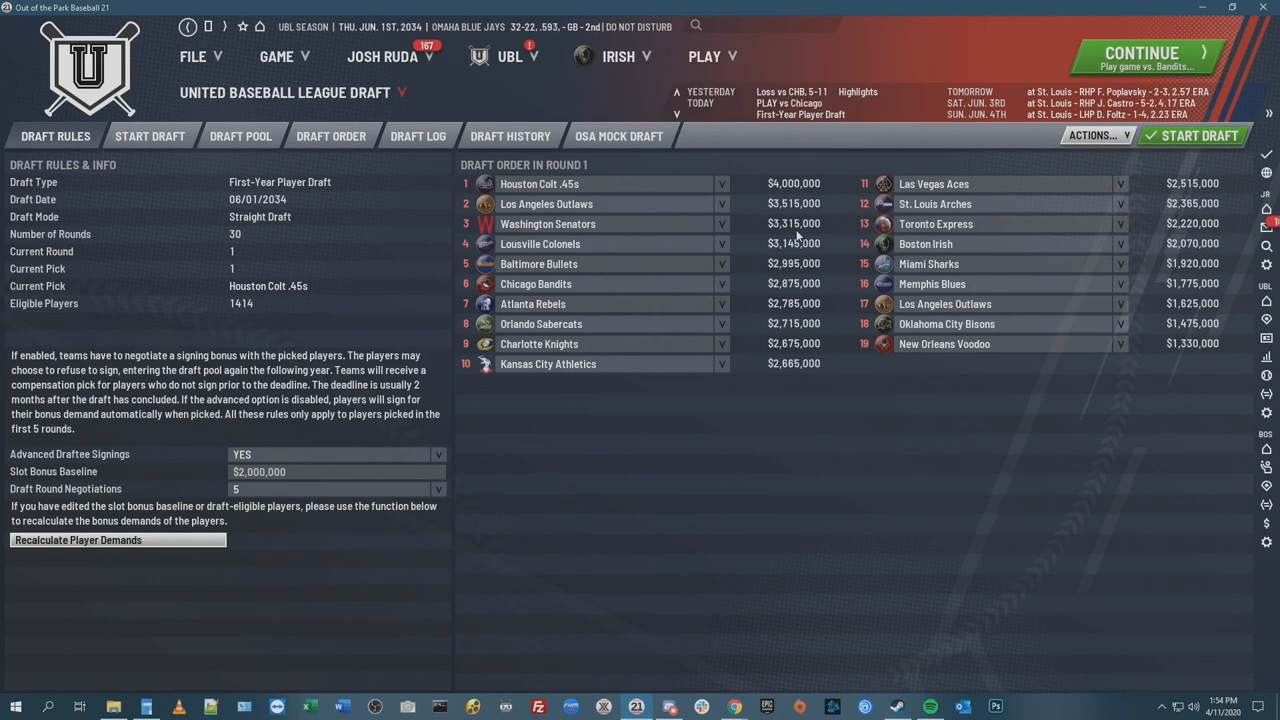 Out of the Park Baseball 21
UBL SEASON | THU. JUN. 1ST, 2034 | OMAHA BLUE JAYS 32-22, .593, - GB - 2nd | DO NOT DISTURB
FILE GAME JOSH RUDA 167 UBL ! IRISH PLAY
CONTINUE
Play game vs. Bandits...
UNITED BASEBALL LEAGUE DRAFT
YESTERDAY Loss vs CHB, 5-11 Highlights
TODAY PLAY vs Chicago
First-Year Player Draft
TOMORROW at St. Louis - RHP F. Poplavsky - 2-3, 2.57 ERA
SAT. JUN. 3RD at St. Louis - RHP J. Castro - 5-2, 4.17 ERA
SUN. JUN. 4TH at St. Louis - LHP D. Foltz - 1-4, 2.23 ERA
DRAFT RULES START DRAFT DRAFT POOL DRAFT ORDER DRAFT LOG DRAFT HISTORY OSA MOCK DRAFT ACTIONS... START DRAFT
DRAFT RULES & INFO
Draft Type First-Year Player Draft
Draft Date 06/01/2034
Draft Mode Straight Draft
Number of Rounds 30
Current Round 1
Current Pick 1
Current Pick Houston Colt .45s
Eligible Players 1414
If enabled, teams have to negotiate a signing bonus with the picked players. The players may
choose to refuse to sign, entering the draft pool again the following year. Teams will receive a
compensation pick for players who do not sign prior to the deadline. The deadline is usually 2
months after the draft has concluded. If the advanced option is disabled, players will sign for
their bonus demand automatically when picked. All these rules only apply to players picked in the
first 5 rounds.
Advanced Draftee Signings YES
Slot Bonus Baseline $2,000,000
Draft Round Negotiations 5
If you have edited the slot bonus baseline or draft-eligible players, please use the function below
to recalculate the bonus demands of the players.
Recalculate Player Demands
DRAFT ORDER IN ROUND 1
1 Houston Colt .45s $4,000,000
2 Los Angeles Outlaws $3,515,000
3 Washington Senators $3,315,000
4 Lousville Colonels $3,145,000
5 Baltimore Bullets $2,995,000
6 Chicago Bandits $2,875,000
7 Atlanta Rebels $2,785,000
8 Orlando Sabercats $2,715,000
9 Charlotte Knights $2,675,000
10 Kansas City Athletics $2,665,000
11 Las Vegas Aces $2,515,000
12 St. Louis Arches $2,365,000
13 Toronto Express $2,220,000
14 Boston Irish $2,070,000
15 Miami Sharks $1,920,000
16 Memphis Blues $1,775,000
17 Los Angeles Outlaws $1,625,000
18 Oklahoma City Bisons $1,475,000
19 New Orleans Voodoo $1,330,000
JR
UBL
BOS
1:54 PM
4/11/2020